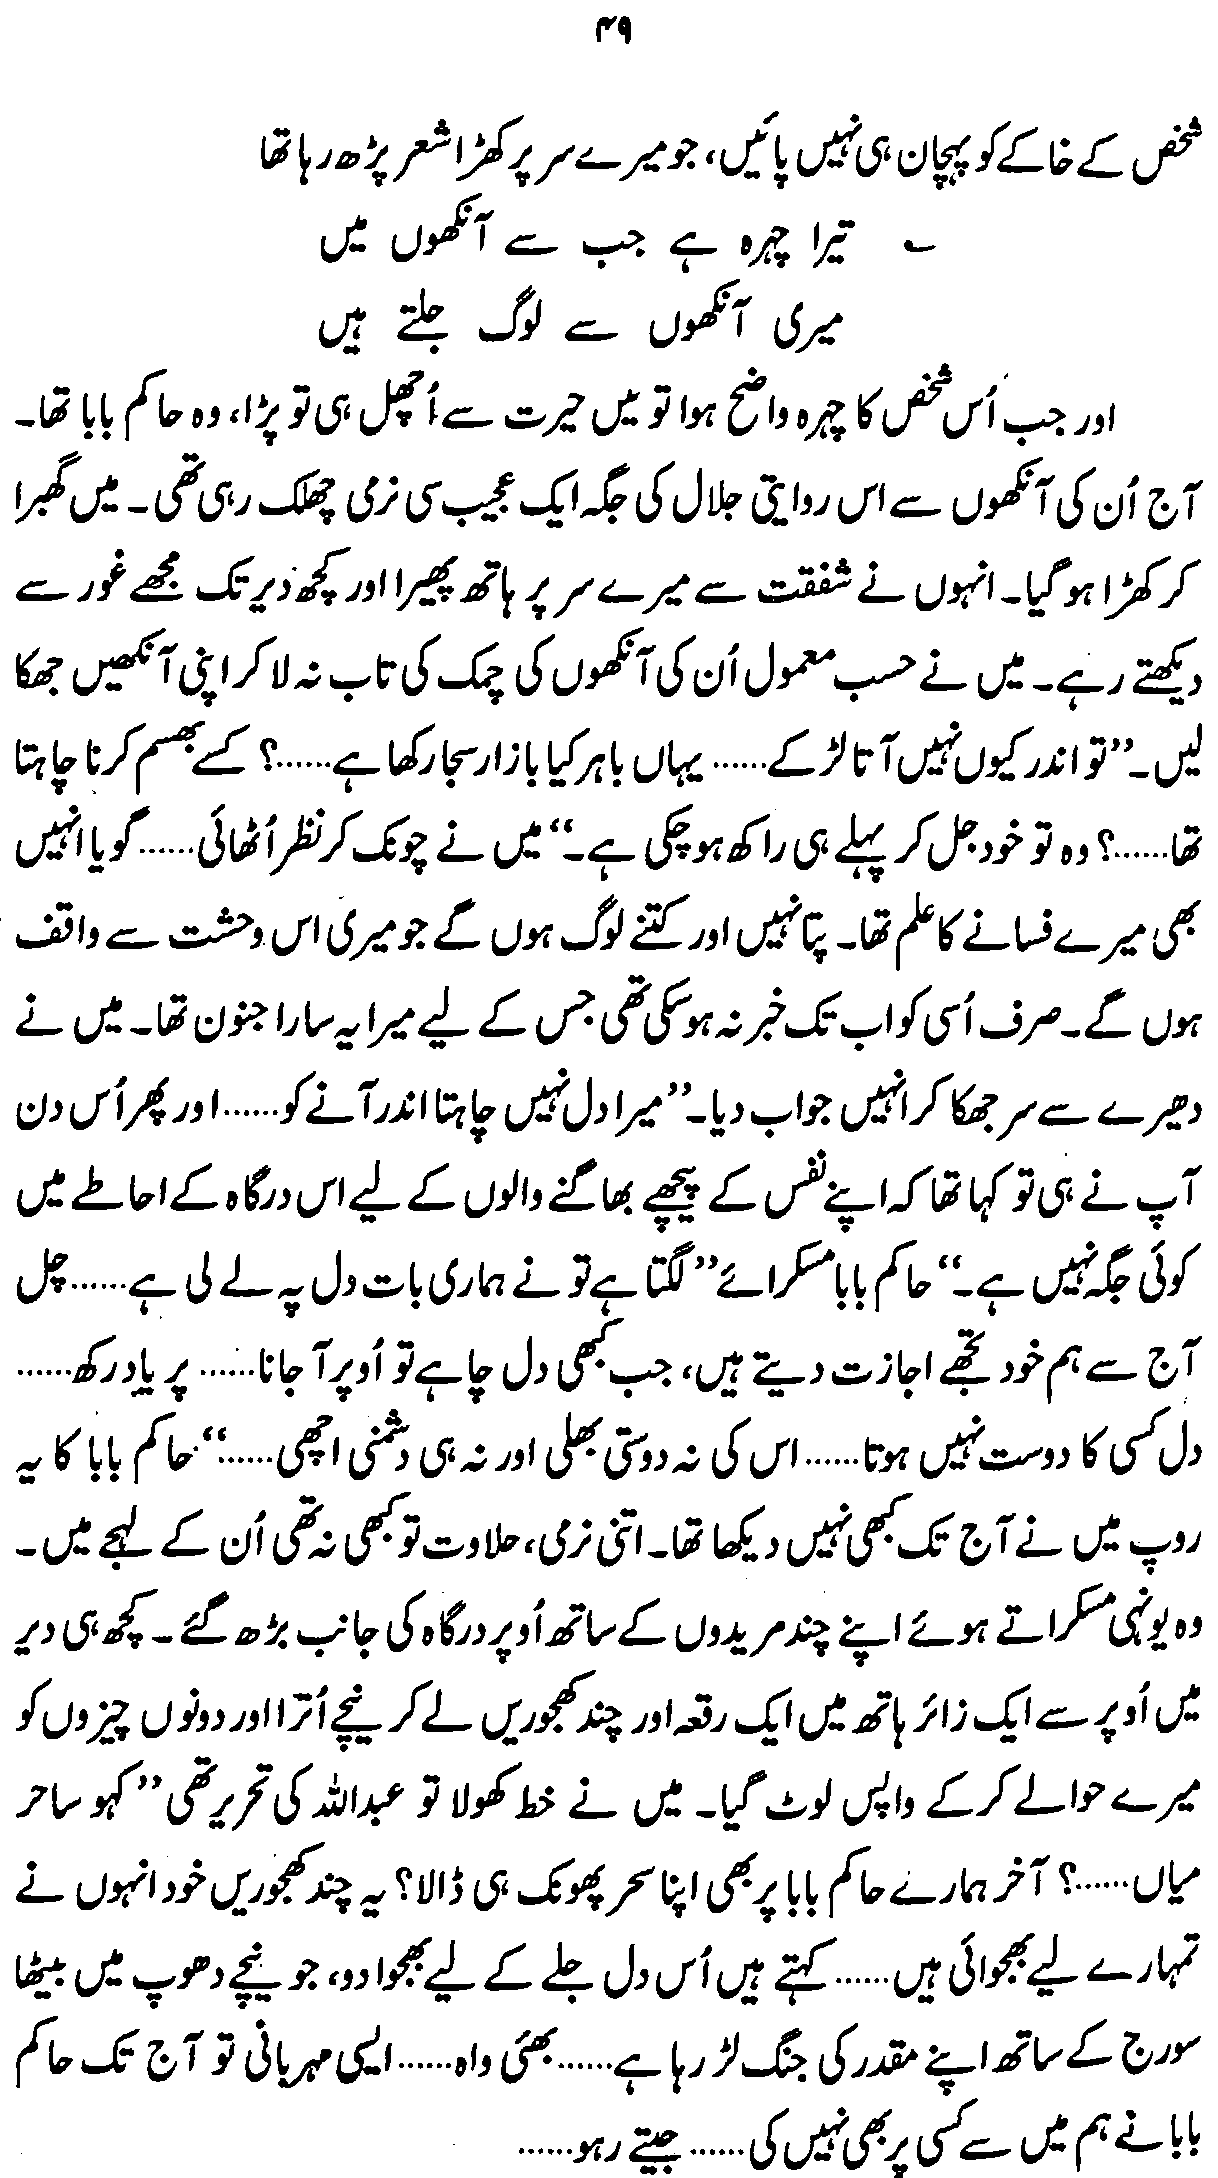 ۴۹
شخص کے خاکے کو پہچان ہی نہیں پائیں، جو میرے سر پر کھڑا شعر پڑھ رہا تھا
؎ تیرا چہرہ ہے جب سے آنکھوں میں
میری آنکھوں سے لوگ جلتے ہیں
اور جب اُس شخص کا چہرہ واضح ہوا تو میں حیرت سے اُچھل ہی تو پڑا، وہ حاکم بابا تھا۔
آج اُن کی آنکھوں سے اس روایتی جلال کی جگہ ایک عجیب سی نرمی چھلک رہی تھی۔ میں گھبرا
کر کھڑا ہو گیا۔ انہوں نے شفقت سے میرے سر پر ہاتھ پھیرا اور کچھ دیر تک مجھے غور سے
دیکھتے رہے۔ میں نے حسب معمول اُن کی آنکھوں کی چمک کی تاب نہ لا کر اپنی آنکھیں جھکا
لیں۔ ”تو اندر کیوں نہیں آتا لڑکے...... یہاں باہر کیا بازار سجا رکھا ہے......؟ کسے بھسم کرنا چاہتا
تھا......؟ وہ تو خود جل کر پہلے ہی راکھ ہو چکی ہے۔“ میں نے چونک کر نظر اُٹھائی...... گویا انہیں
بھی میرے فسانے کا علم تھا۔ پتا نہیں اور کتنے لوگ ہوں گے جو میری اس وحشت سے واقف
ہوں گے۔ صرف اُسی کو اب تک خبر نہ ہو سکی تھی جس کے لیے میرا یہ سارا جنون تھا۔ میں نے
دھیرے سے سر جھکا کر انہیں جواب دیا۔ ”میرا دل نہیں چاہتا اندر آنے کو...... اور پھر اُس دن
آپ نے ہی تو کہا تھا کہ اپنے نفس کے پیچھے بھاگنے والوں کے لیے اس درگاہ کے احاطے میں
کوئی جگہ نہیں ہے۔“ حاکم بابا مسکرائے ”لگتا ہے تو نے ہماری بات دل پہ لے لی ہے...... چل
آج سے ہم خود تجھے اجازت دیتے ہیں، جب کبھی دل چاہے تو اُوپر آ جانا...... پر یاد رکھ......
دل کسی کا دوست نہیں ہوتا...... اس کی نہ دوستی بھلی اور نہ ہی دشمنی اچھی......“ حاکم بابا کا یہ
روپ میں نے آج تک کبھی نہیں دیکھا تھا۔ اتنی نرمی، حلاوت تو کبھی نہ تھی اُن کے لہجے میں۔
وہ یونہی مسکراتے ہوئے اپنے چند مریدوں کے ساتھ اُوپر درگاہ کی جانب بڑھ گئے۔ کچھ ہی دیر
میں اُوپر سے ایک زائر ہاتھ میں ایک رقعہ اور چند کھجوریں لے کر نیچے اُترا اور دونوں چیزوں کو
میرے حوالے کر کے واپس لوٹ گیا۔ میں نے خط کھولا تو عبداللہ کی تحریر تھی ”کہو ساحر
میاں......؟ آخر ہمارے حاکم بابا پر بھی اپنا سحر پھونک ہی ڈالا؟ یہ چند کھجوریں خود انہوں نے
تمہارے لیے بھجوائی ہیں...... کہتے ہیں اُس دل جلے کے لیے بھجوا دو، جو نیچے دھوپ میں بیٹھا
سورج کے ساتھ اپنے مقدر کی جنگ لڑ رہا ہے...... بھئی واہ...... ایسی مہربانی تو آج تک حاکم
بابا نے ہم میں سے کسی پر بھی نہیں کی...... جیتے رہو......